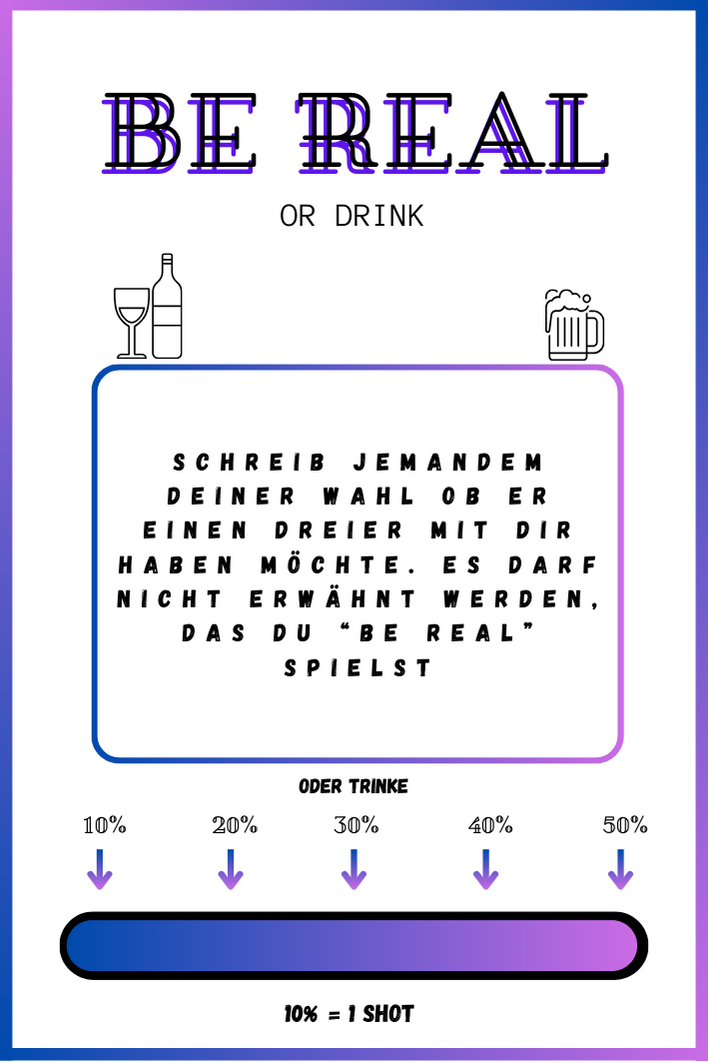 BE REAL
OR DRINK
SCHREIB JEMANDEM
DEINER WAHL OB ER
EINEN DREIER MIT DIR
HABEN MÖCHTE. ES DARF
NICHT ERWÄHNT WERDEN,
DAS DU “BE REAL”
SPIELST
ODER TRINKE
10% 20% 30% 40% 50%
10% = 1 SHOT